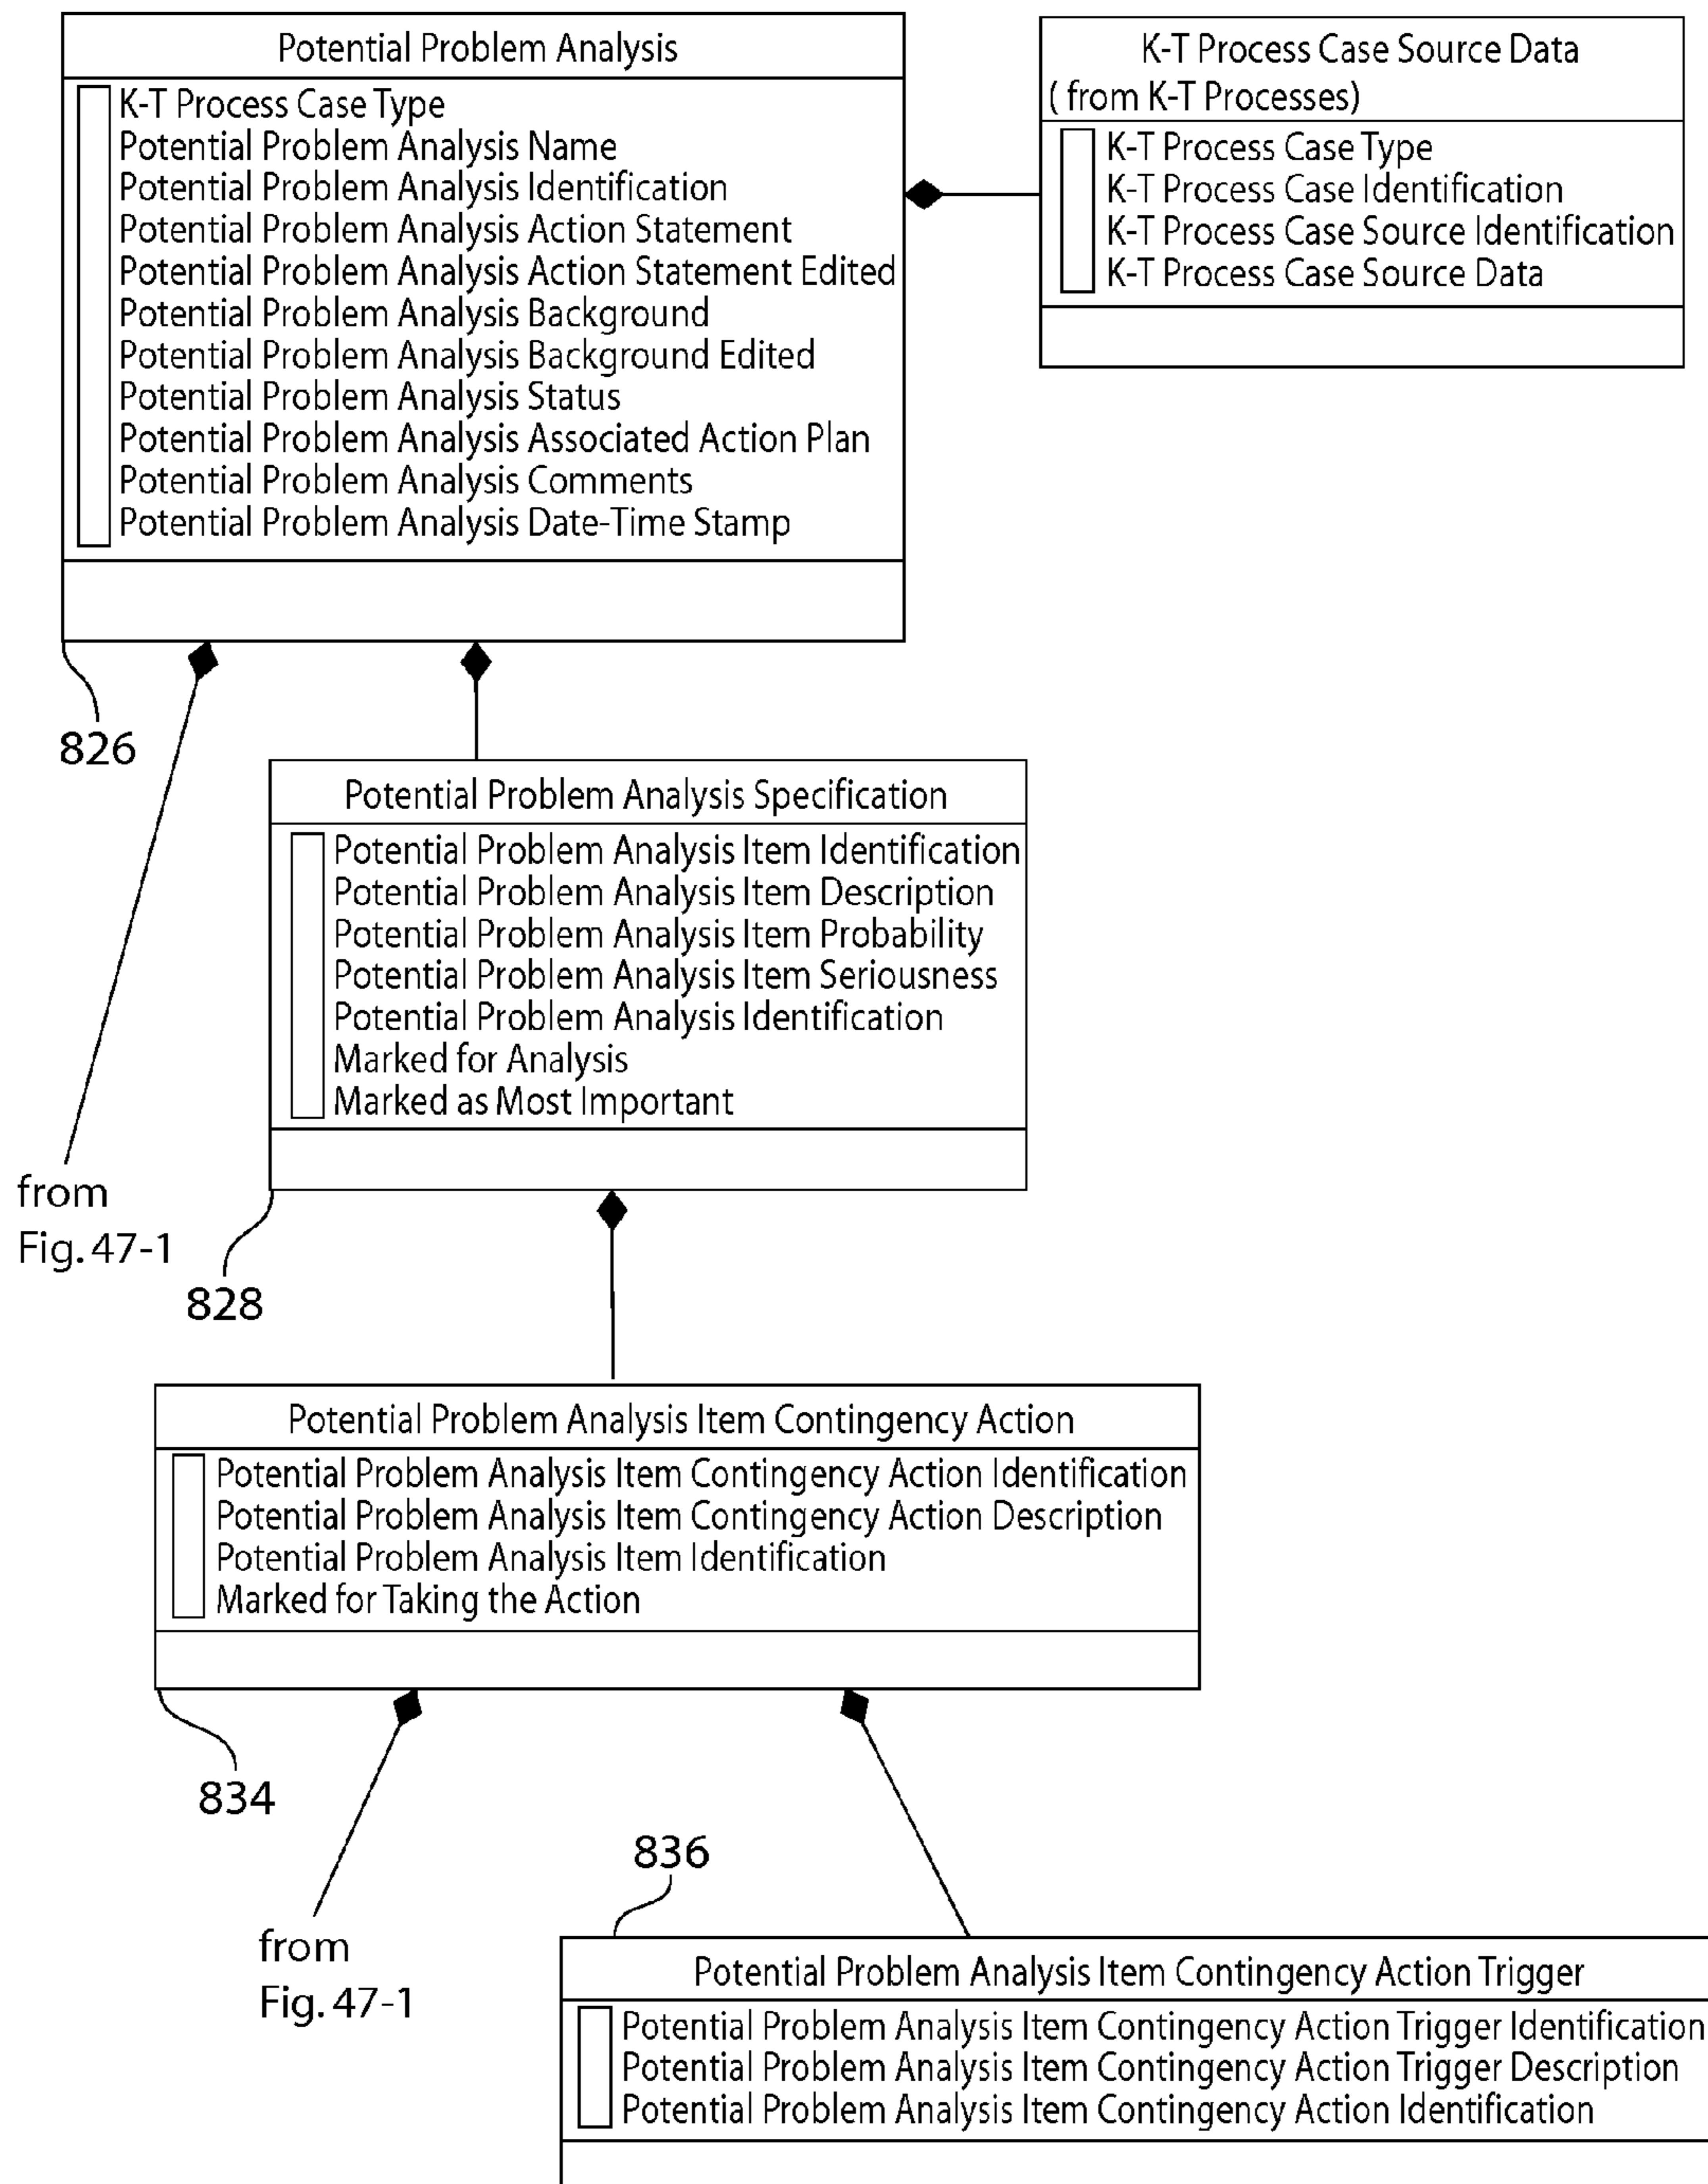 Potential Problem Analysis
K-T Process Case Type
Potential Problem Analysis Name
Potential Problem Analysis Identification
Potential Problem Analysis Action Statement
Potential Problem Analysis Action Statement Edited
Potential Problem Analysis Background
Potential Problem Analysis Background Edited
Potential Problem Analysis Status
Potential Problem Analysis Associated Action Plan
Potential Problem Analysis Comments
Potential Problem Analysis Date-Time Stamp
K-T Process Case Source Data
( from K-T Processes)
K-T Process Case Type
K-T Process Case Identification
K-T Process Case Source Identification
K-T Process Case Source Data
826
Potential Problem Analysis Specification
Potential Problem Analysis Item Identification
Potential Problem Analysis Item Description
Potential Problem Analysis Item Probability
Potential Problem Analysis Item Seriousness
Potential Problem Analysis Identification
Marked for Analysis
Marked as Most Important
from
Fig. 47-1
828
Potential Problem Analysis Item Contingency Action
Potential Problem Analysis Item Contingency Action Identification
Potential Problem Analysis Item Contingency Action Description
Potential Problem Analysis Item Identification
Marked for Taking the Action
834
836
from
Fig. 47-1
Potential Problem Analysis Item Contingency Action Trigger
Potential Problem Analysis Item Contingency Action Trigger Identification
Potential Problem Analysis Item Contingency Action Trigger Description
Potential Problem Analysis Item Contingency Action Identification